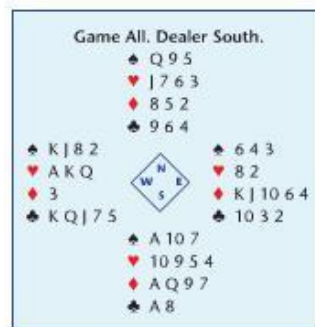 Game All. Dealer South.
♠ Q 9 5
♥ J 7 6 3
♦ 8 5 2
♣ 9 6 4
♠ K J 8 2 ♠ 6 4 3
♥ A K Q ♥ 8 2
♦ 3 ♦ K J 10 6 4
♣ K Q J 7 5 ♣ 10 3 2
N
W E
S
♠ A 10 7
♥ 10 9 5 4
♦ A Q 9 7
♣ A 8